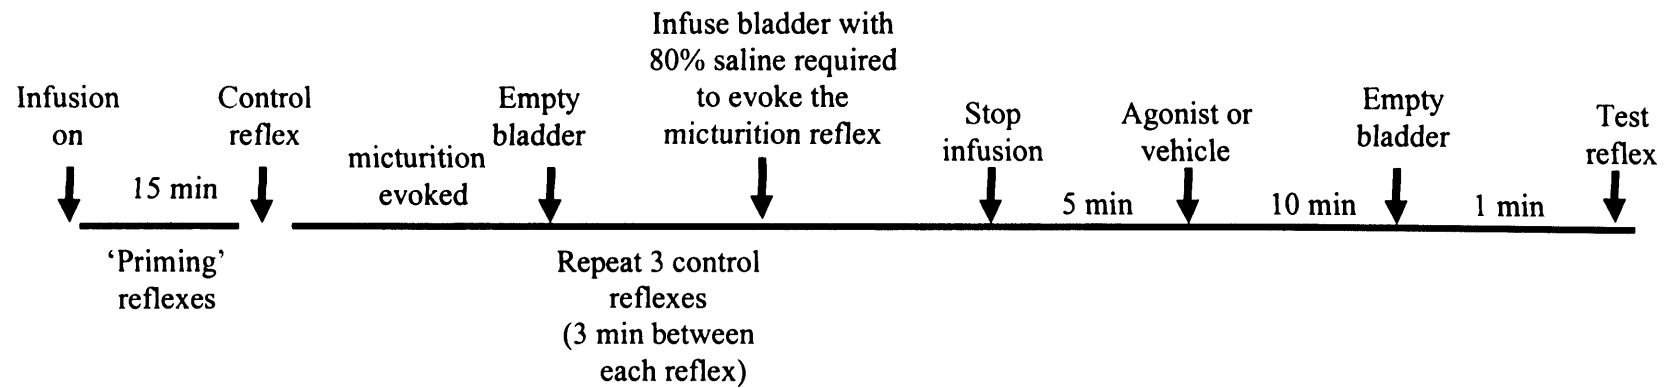 Infusion
on
15 min
‘Priming’
reflexes
Control
reflex
micturition
evoked
Empty
bladder
Repeat 3 control
reflexes
(3 min between
each reflex)
Infuse bladder with
80% saline required
to evoke the
micturition reflex
Stop
infusion
5 min
Agonist or
vehicle
10 min
Empty
bladder
1 min
Test
reflex